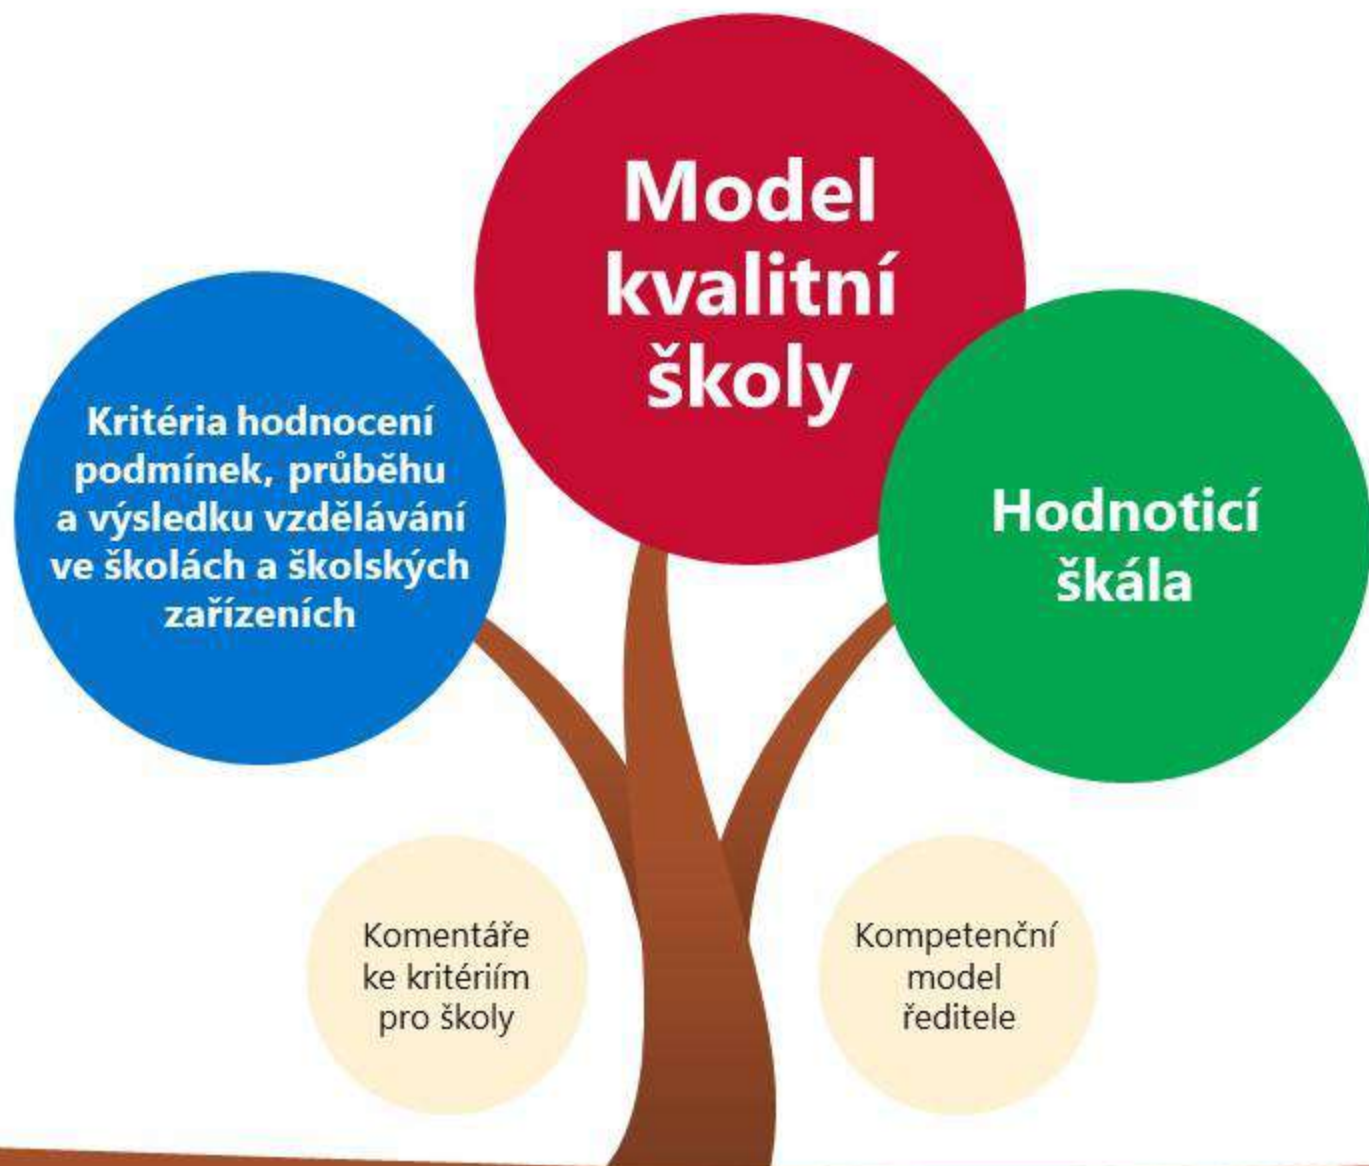 Model
kvalitní
školy
Kritéria hodnocení
podmínek, průběhu
a výsledku vzdělávání
ve školách a školských
zařízeních
Hodnoticí
škála
Komentáře
ke kritériím
pro školy
Kompetenční
model
ředitele